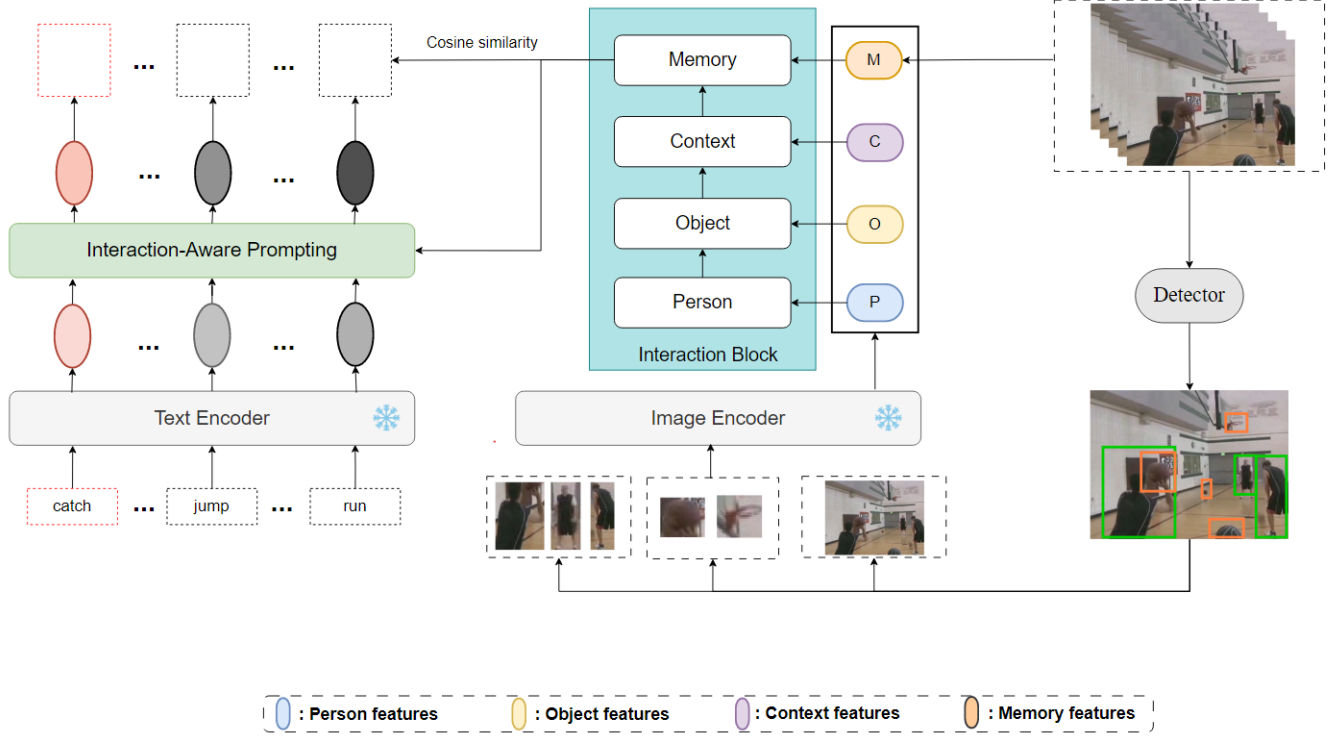 Cosine similarity
Memory
M
Context
C
Interaction-Aware Prompting
Object
O
Person
P
Interaction Block
Detector
Text Encoder
Image Encoder
catch
...
jump
...
run
... ...
... ...
... ...
: Person features
: Object features
: Context features
: Memory features